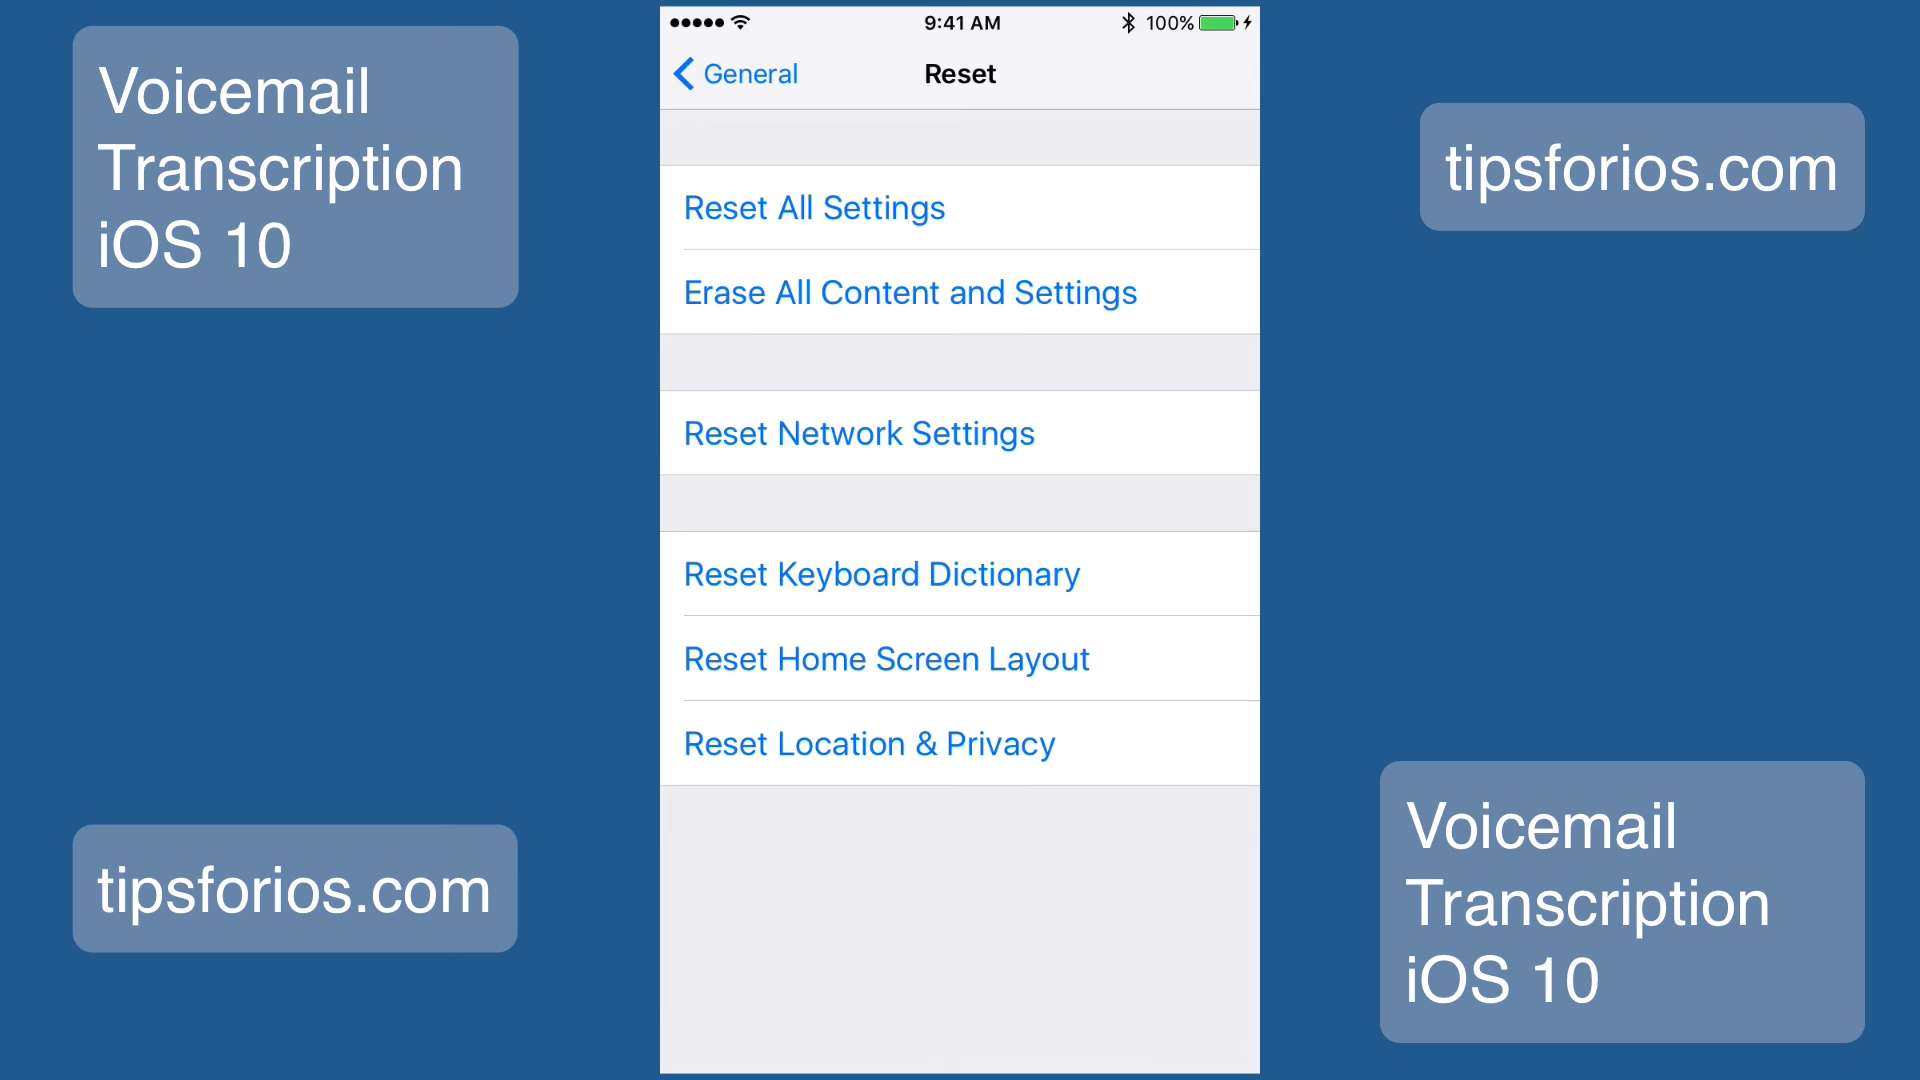 Voicemail
Transcription
iOS 10
tipsforios.com
9:41 AM
100%
General
Reset
Reset All Settings
Erase All Content and Settings
Reset Network Settings
Reset Keyboard Dictionary
Reset Home Screen Layout
Reset Location & Privacy
tipsforios.com
Voicemail
Transcription
iOS 10